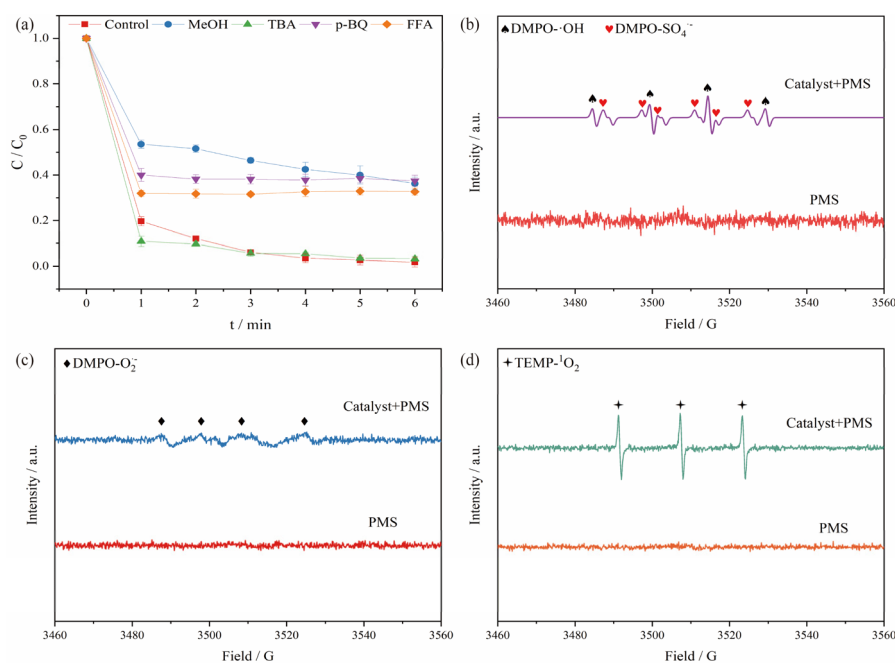 (a)
Control MeOH TBA p-BQ FFA
1.0
0.8
0.6
0.4
0.2
0.0
C / C₀
0 1 2 3 4 5 6
t / min
(b)
DMPO-·OH DMPO-SO₄·⁻
Catalyst+PMS
PMS
Intensity / a.u.
3460 3480 3500 3520 3540 3560
Field / G
(c)
DMPO-O₂·⁻
Catalyst+PMS
PMS
Intensity / a.u.
3460 3480 3500 3520 3540 3560
Field / G
(d)
TEMP-¹O₂
Catalyst+PMS
PMS
Intensity / a.u.
3460 3480 3500 3520 3540 3560
Field / G